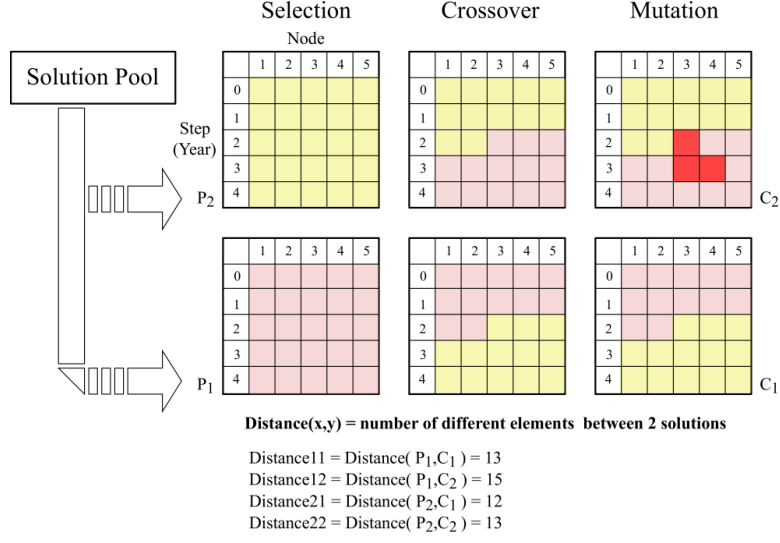 Selection Crossover Mutation
Node
Solution Pool
1 2 3 4 5 1 2 3 4 5 1 2 3 4 5
0 0 0
1 1 1
Step
(Year)
2 2 2
3 3 3
4 4 4
P2 C2
1 2 3 4 5 1 2 3 4 5 1 2 3 4 5
0 0 0
1 1 1
2 2 2
3 3 3
4 4 4
P1 C1
Distance(x,y) = number of different elements between 2 solutions
Distance11 = Distance( P1,C1 ) = 13
Distance12 = Distance( P1,C2 ) = 15
Distance21 = Distance( P2,C1 ) = 12
Distance22 = Distance( P2,C2 ) = 13